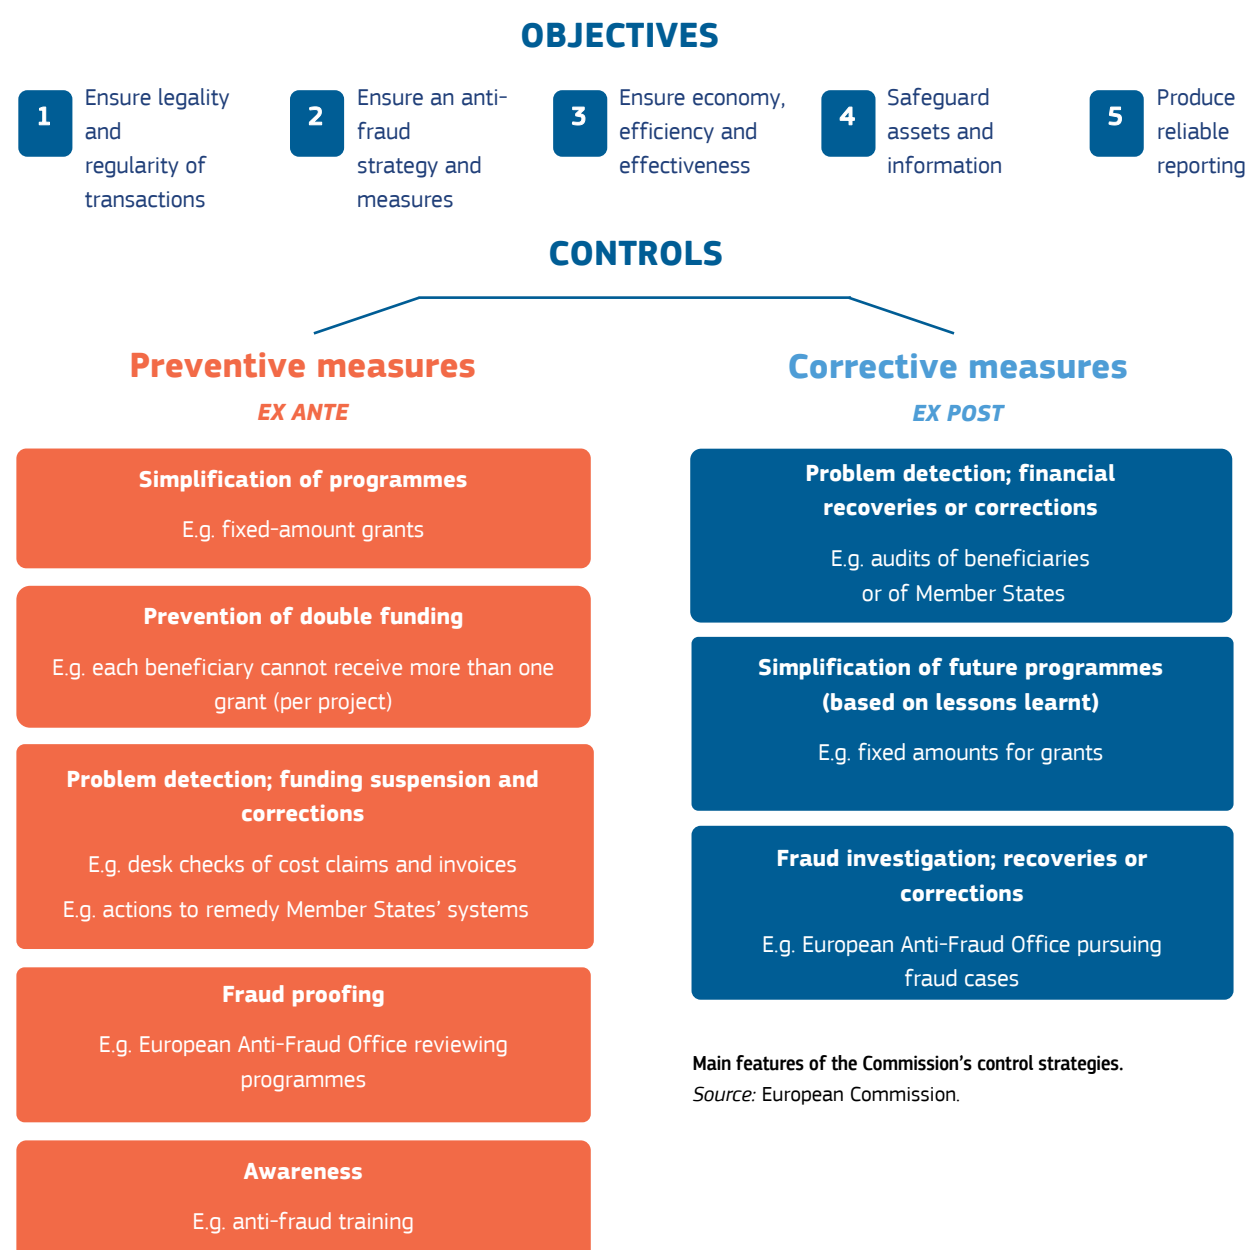 OBJECTIVES
1
Ensure legality
and
regularity of
transactions
2
Ensure an anti-
fraud
strategy and
measures
3
Ensure economy,
efficiency and
effectiveness
4
Safeguard
assets and
information
5
Produce
reliable
reporting
CONTROLS
Preventive measures
EX ANTE
Simplification of programmes
E.g. fixed-amount grants
Prevention of double funding
E.g. each beneficiary cannot receive more than one
grant (per project)
Problem detection; funding suspension and
corrections
E.g. desk checks of cost claims and invoices
E.g. actions to remedy Member States’ systems
Fraud proofing
E.g. European Anti-Fraud Office reviewing
programmes
Awareness
E.g. anti-fraud training
Corrective measures
EX POST
Problem detection; financial
recoveries or corrections
E.g. audits of beneficiaries
or of Member States
Simplification of future programmes
(based on lessons learnt)
E.g. fixed amounts for grants
Fraud investigation; recoveries or
corrections
E.g. European Anti-Fraud Office pursuing
fraud cases
Main features of the Commission’s control strategies.
Source: European Commission.